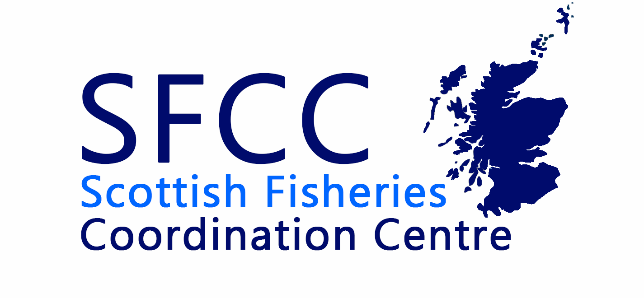 SFCC
Scottish Fisheries
Coordination Centre